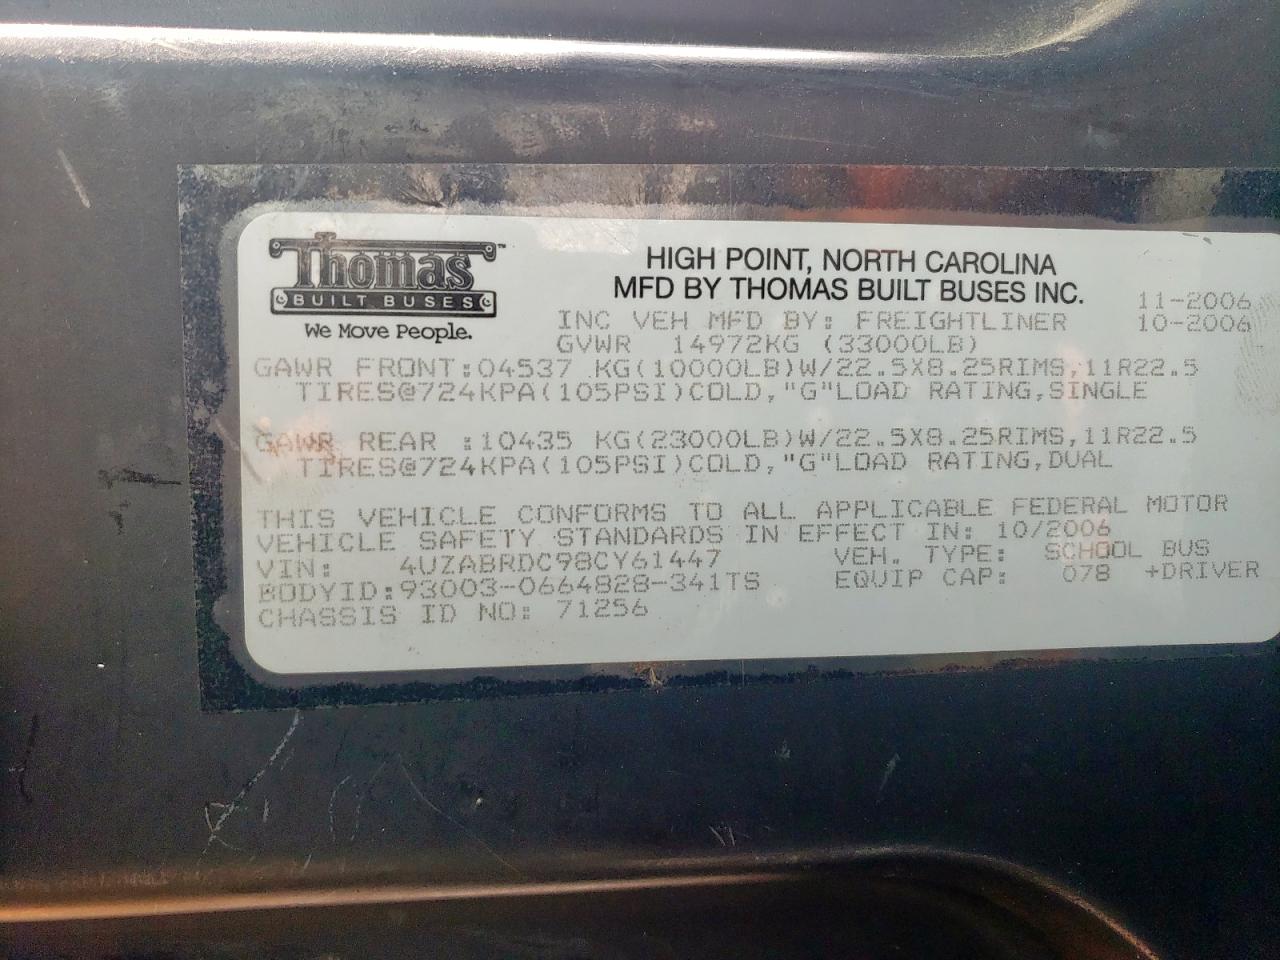 Thomas™
BUILT BUSES
We Move People.
HIGH POINT, NORTH CAROLINA
MFD BY THOMAS BUILT BUSES INC.
11-2006
INC VEH MFD BY: FREIGHTLINER 10-2006
GVWR 14972KG (33000LB)
GAWR FRONT:04537 KG(10000LB)W/22.5X8.25RIMS,11R22.5
TIRES@724KPA(105PSI)COLD,"G"LOAD RATING,SINGLE
GAWR REAR :10435 KG(23000LB)W/22.5X8.25RIMS,11R22.5
TIRES@724KPA(105PSI)COLD,"G"LOAD RATING,DUAL
THIS VEHICLE CONFORMS TO ALL APPLICABLE FEDERAL MOTOR
VEHICLE SAFETY STANDARDS IN EFFECT IN: 10/2006
VIN: 4UZABRDC98CY61447 VEH. TYPE: SCHOOL BUS
BODYID:93003-0664828-341TS EQUIP CAP: 078 +DRIVER
CHASSIS ID NO: 71256